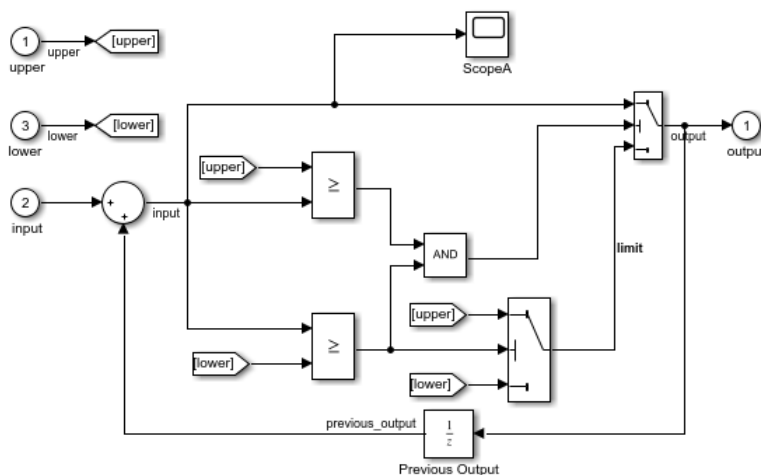 1
upper
upper
[upper]
ScopeA
3
lower
lower
[lower]
output
1
output
[upper]
≥
2
input
+
+
input
AND
limit
[upper]
[lower]
≥
[lower]
previous_output
1
z
Previous Output